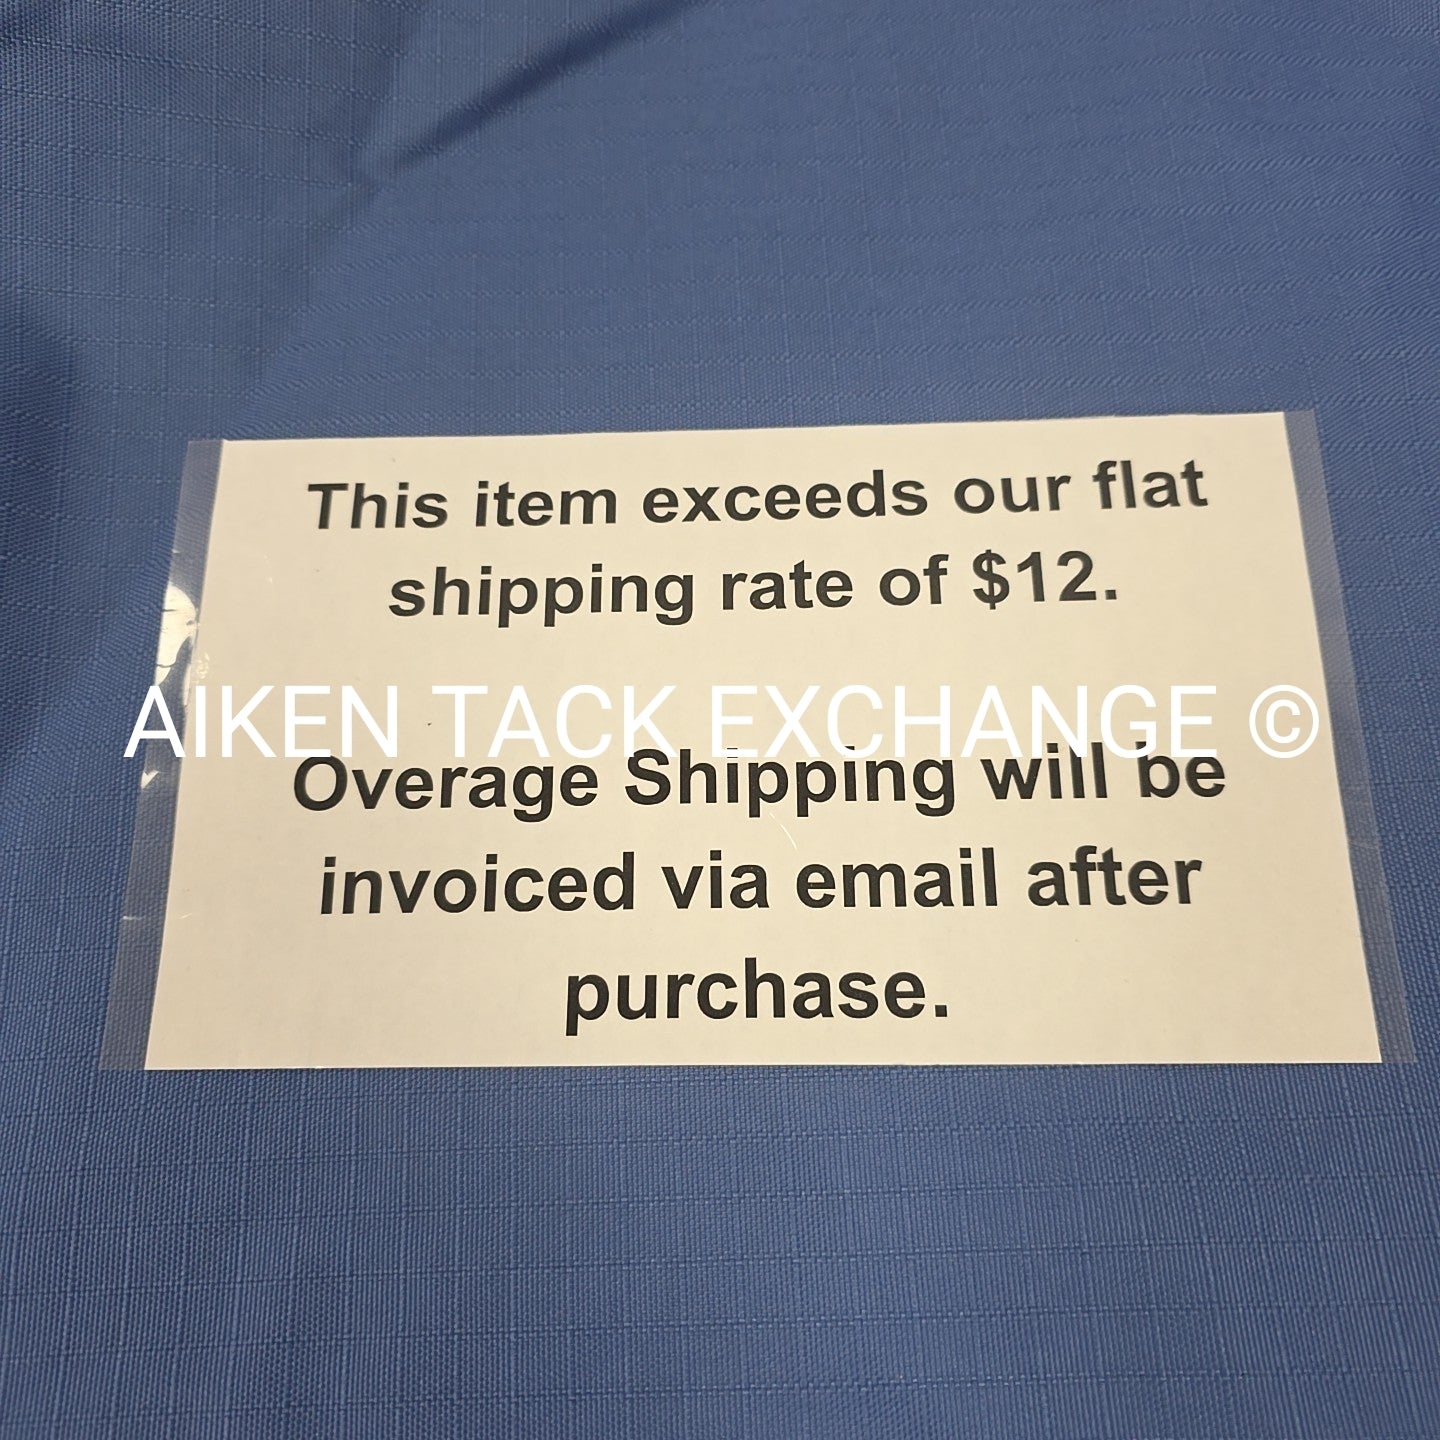 This item exceeds our flat
shipping rate of $12.
AIKEN TACK EXCHANGE ©
Overage Shipping will be
invoiced via email after
purchase.